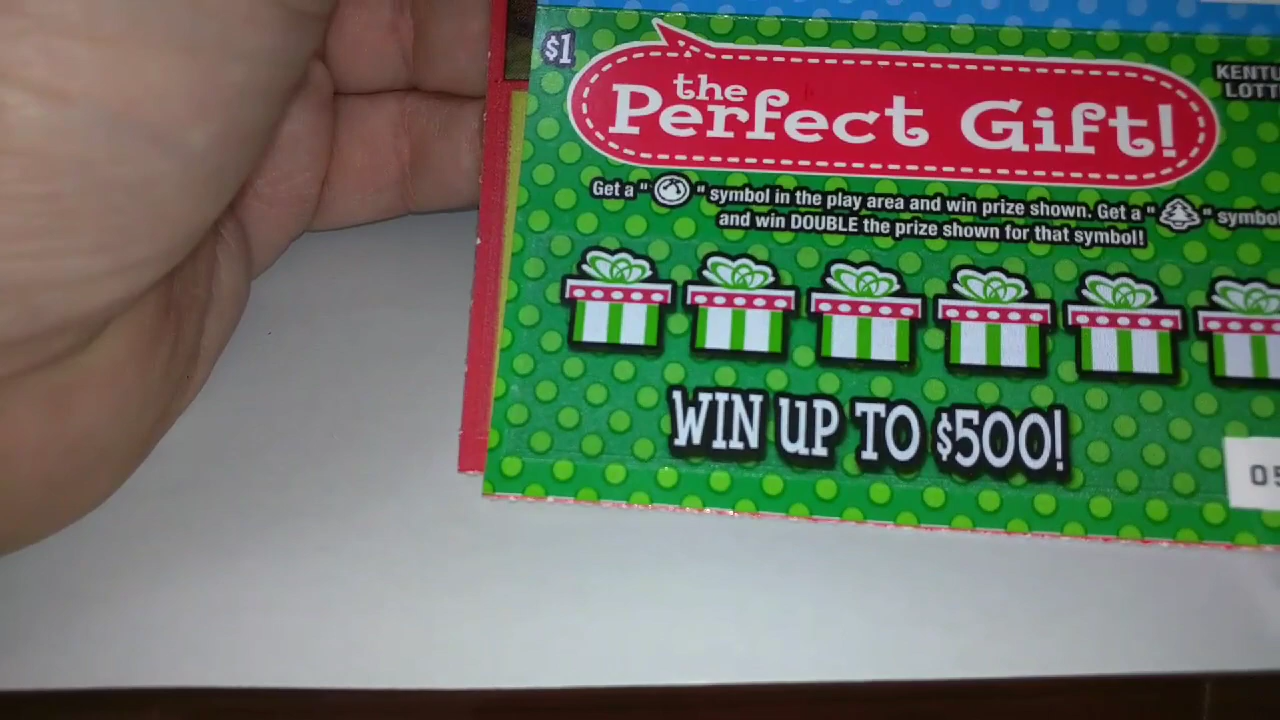 $1
the
Perfect Gift!
KENTU
LOTT
Get a " " symbol in the play area and win prize shown. Get a " " symbol
and win DOUBLE the prize shown for that symbol!
WIN UP TO $500!
05